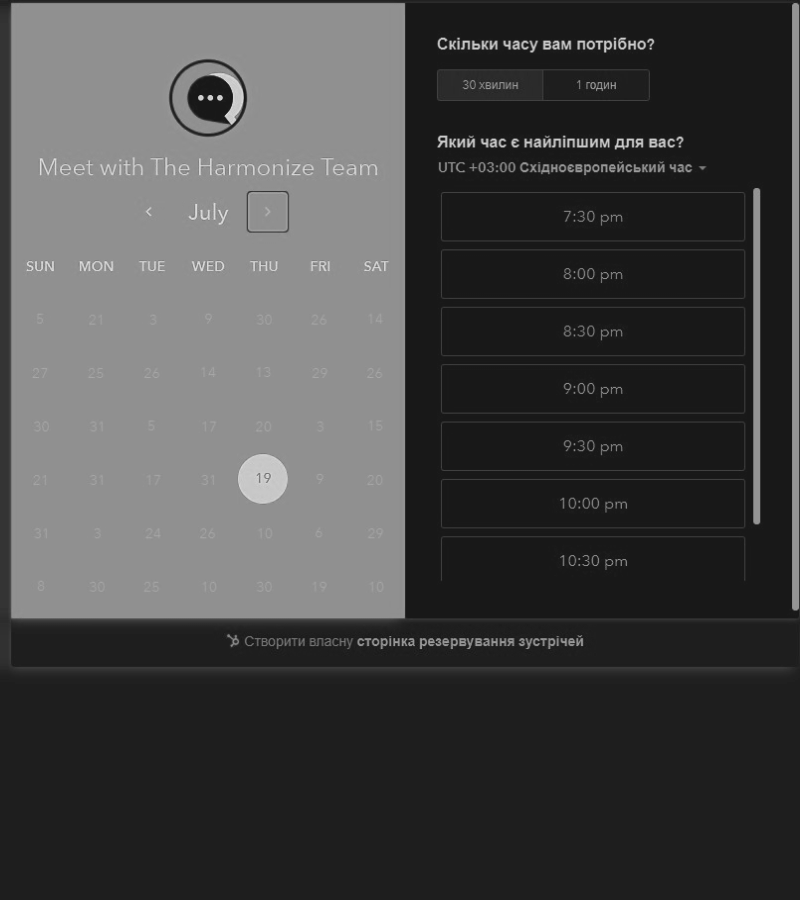 Meet with The Harmonize Team
July
SUN MON TUE WED THU FRI SAT
5 21 3 9 30 26 14
27 25 26 14 13 29 26
30 31 5 17 20 3 15
21 31 17 31 19 9 20
31 3 24 26 10 6 29
8 30 25 10 30 19 10
Скільки часу вам потрібно?
30 хвилин 1 годин
Який час є найліпшим для вас?
UTC +03:00 Східноєвропейський час
7:30 pm
8:00 pm
8:30 pm
9:00 pm
9:30 pm
10:00 pm
10:30 pm
Створити власну сторінка резервування зустрічей